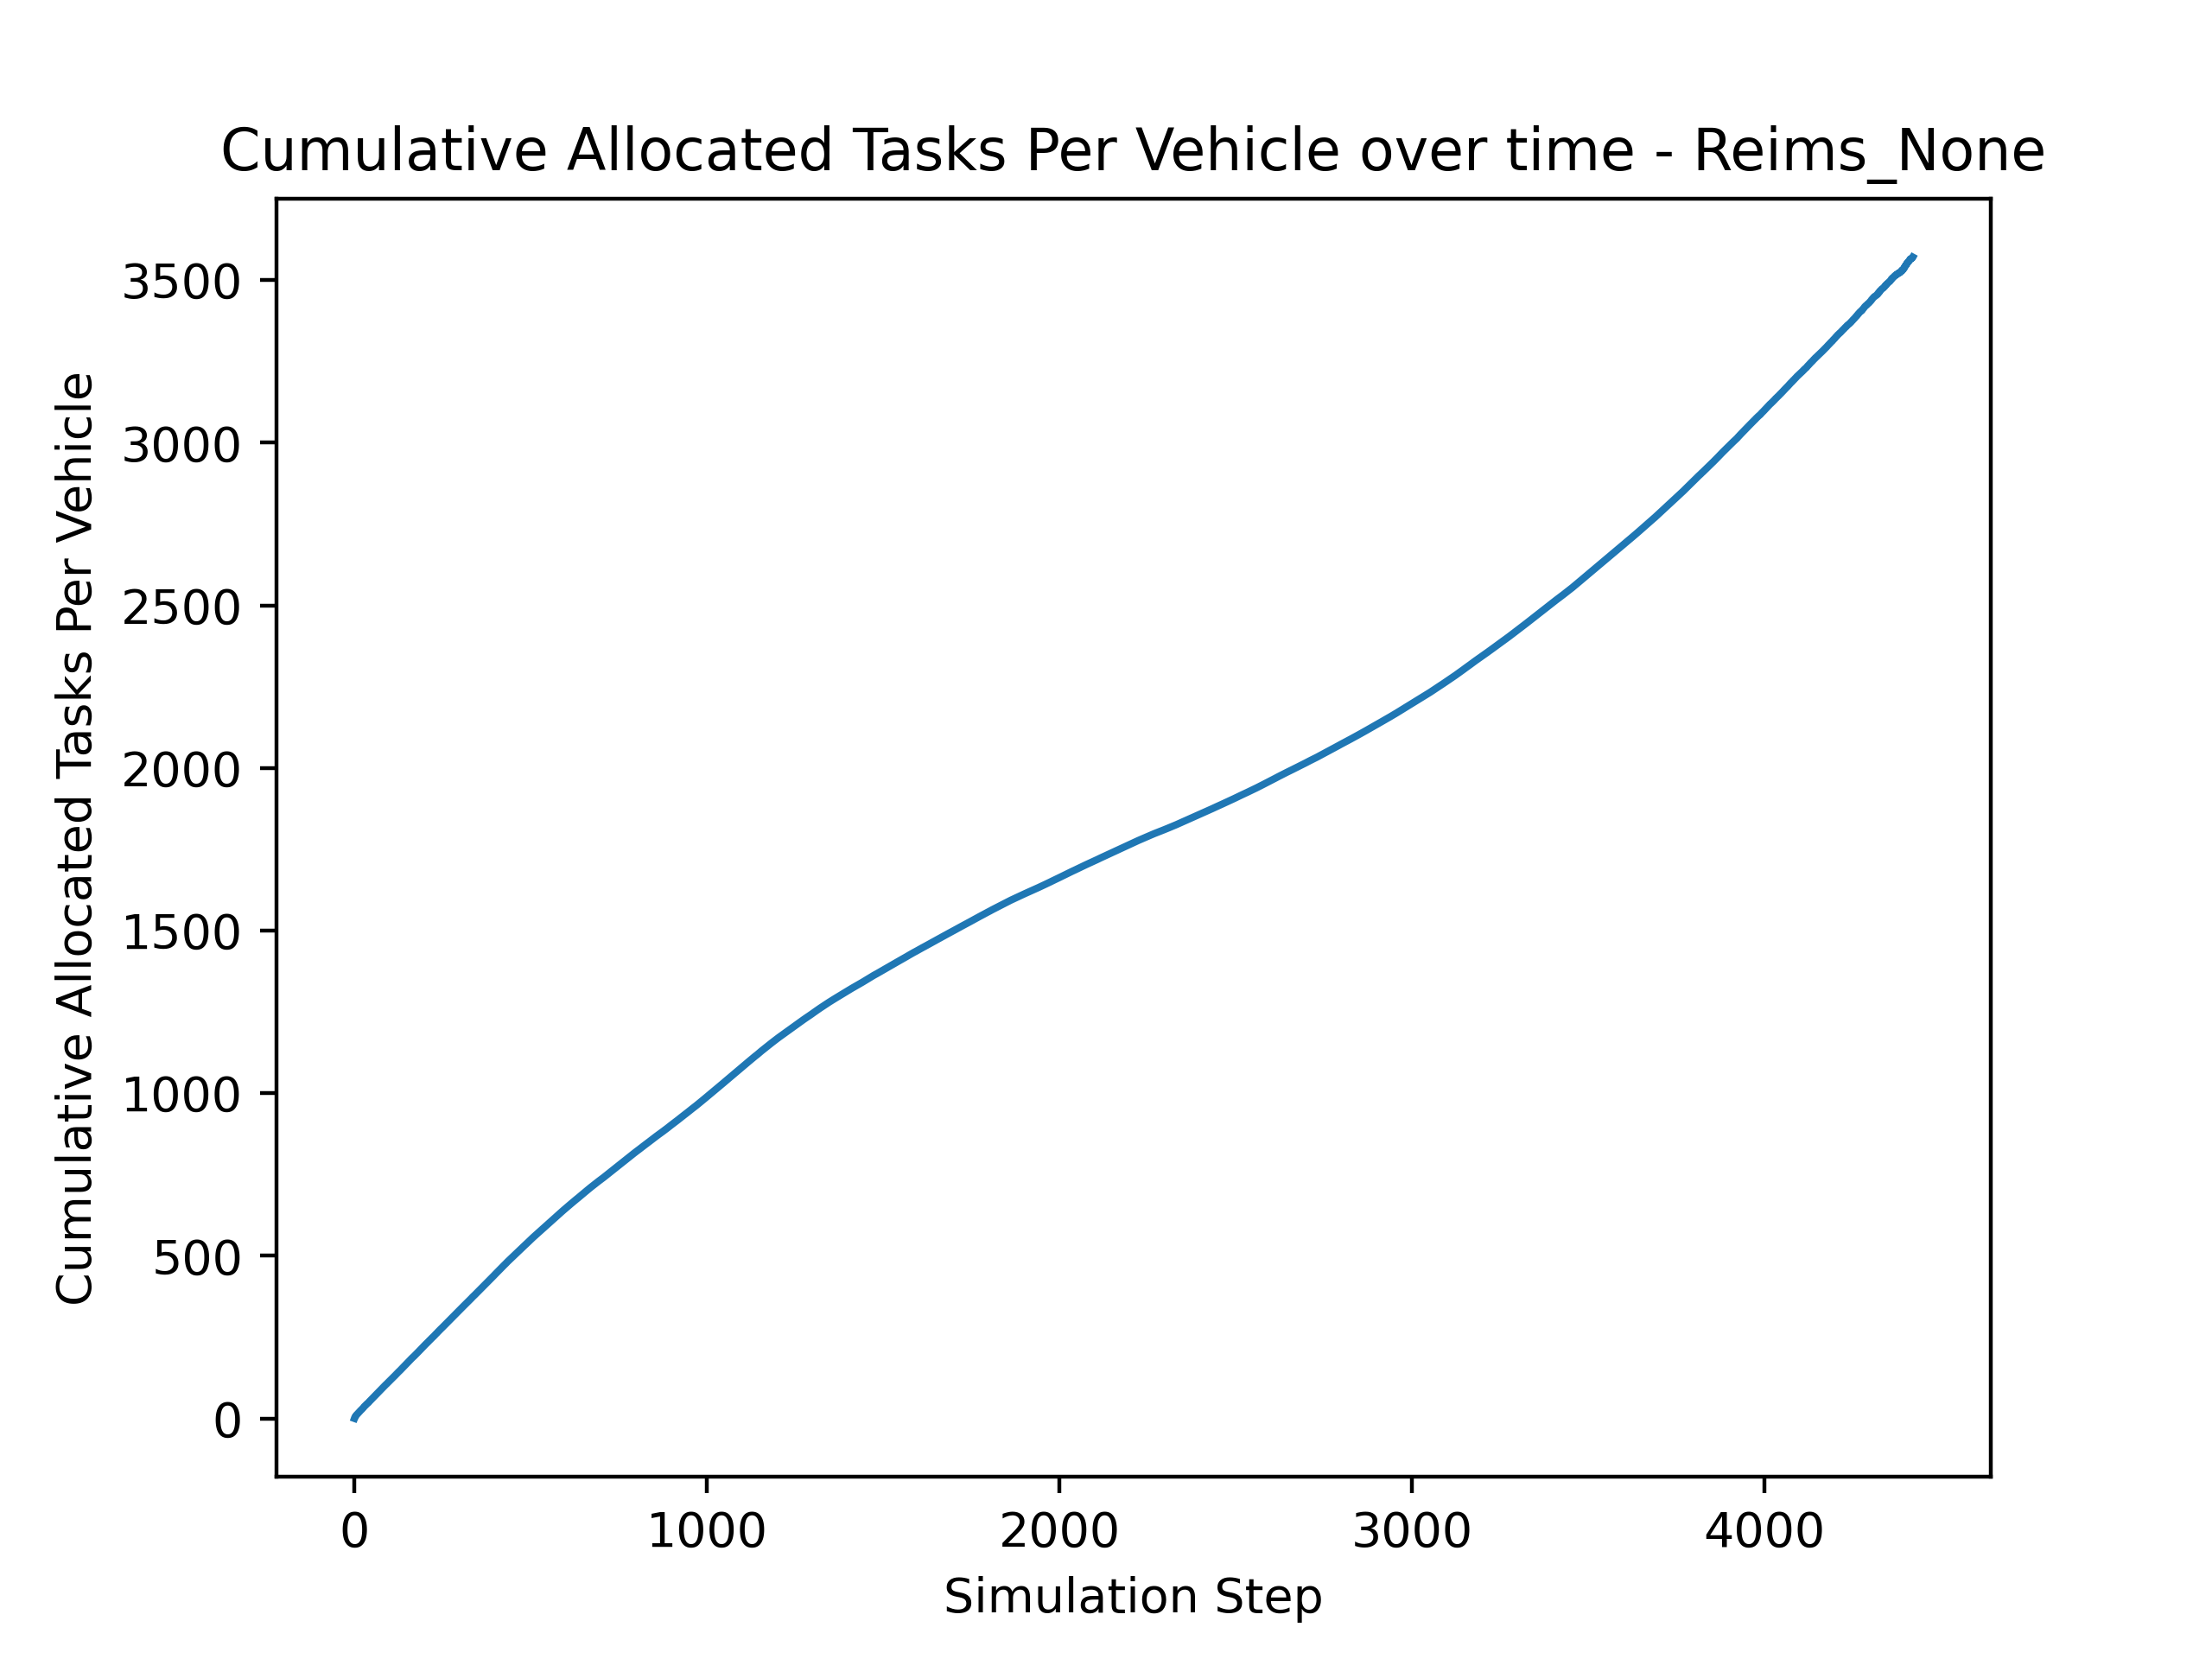 Cumulative Allocated Tasks Per Vehicle over time - Reims_None
Cumulative Allocated Tasks Per Vehicle
3500
3000
2500
2000
1500
1000
500
0
0 1000 2000 3000 4000
Simulation Step